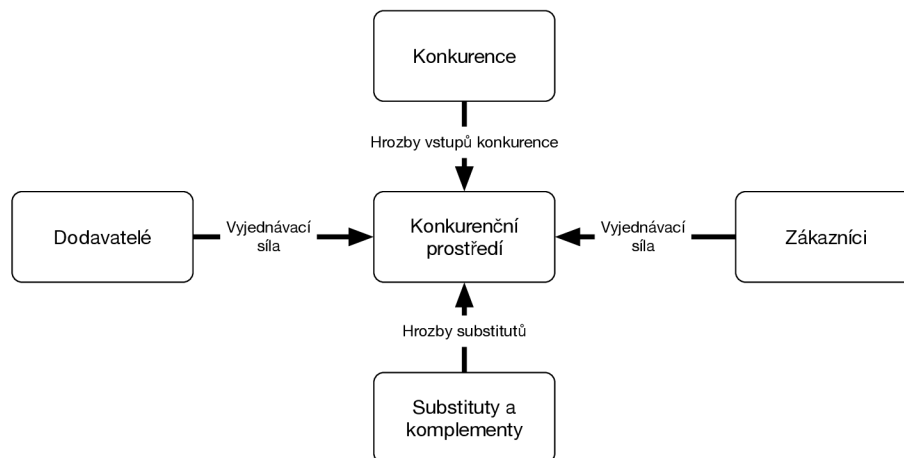 Konkurence
Hrozby vstupů konkurence
Dodavatelé
Vyjednávací
síla
Konkurenční
prostředí
Vyjednávací
síla
Zákazníci
Hrozby substitutů
Substituty a
komplementy